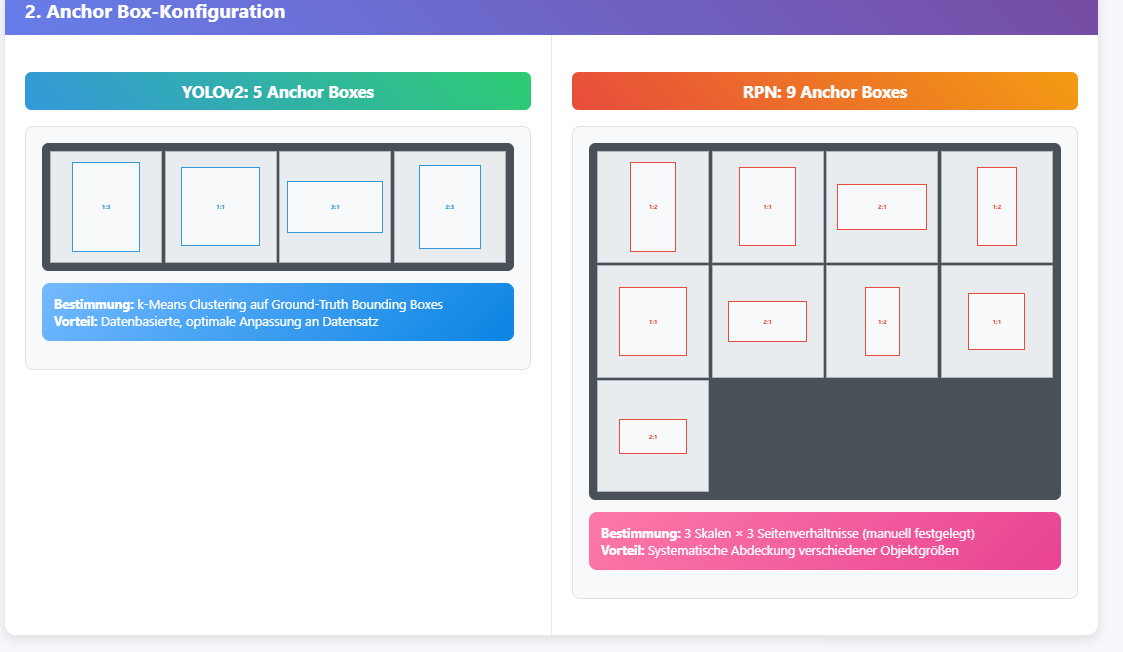 2. Anchor Box-Konfiguration
YOLOv2: 5 Anchor Boxes
1:3
1:1
3:1
2:3
Bestimmung: k-Means Clustering auf Ground-Truth Bounding Boxes
Vorteil: Datenbasierte, optimale Anpassung an Datensatz
RPN: 9 Anchor Boxes
1:2
1:1
2:1
1:2
1:1
2:1
1:2
1:1
2:1
Bestimmung: 3 Skalen × 3 Seitenverhältnisse (manuell festgelegt)
Vorteil: Systematische Abdeckung verschiedener Objektgrößen